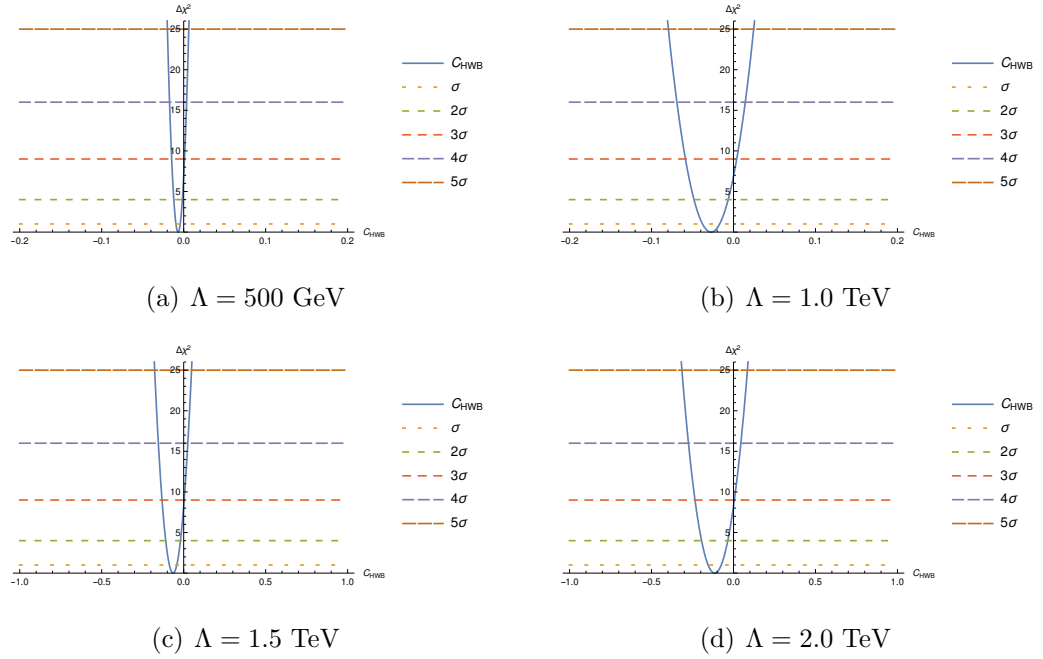 Δχ²
25
20
15
10
5
-0.2 -0.1 0.0 0.1 0.2 C_HWB
C_HWB
σ
2σ
3σ
4σ
5σ
(a) Λ = 500 GeV
Δχ²
25
20
15
10
5
-0.2 -0.1 0.0 0.1 0.2 C_HWB
C_HWB
σ
2σ
3σ
4σ
5σ
(b) Λ = 1.0 TeV
Δχ²
25
20
15
10
5
-1.0 -0.5 0.0 0.5 1.0 C_HWB
C_HWB
σ
2σ
3σ
4σ
5σ
(c) Λ = 1.5 TeV
Δχ²
25
20
15
10
5
-1.0 -0.5 0.0 0.5 1.0 C_HWB
C_HWB
σ
2σ
3σ
4σ
5σ
(d) Λ = 2.0 TeV